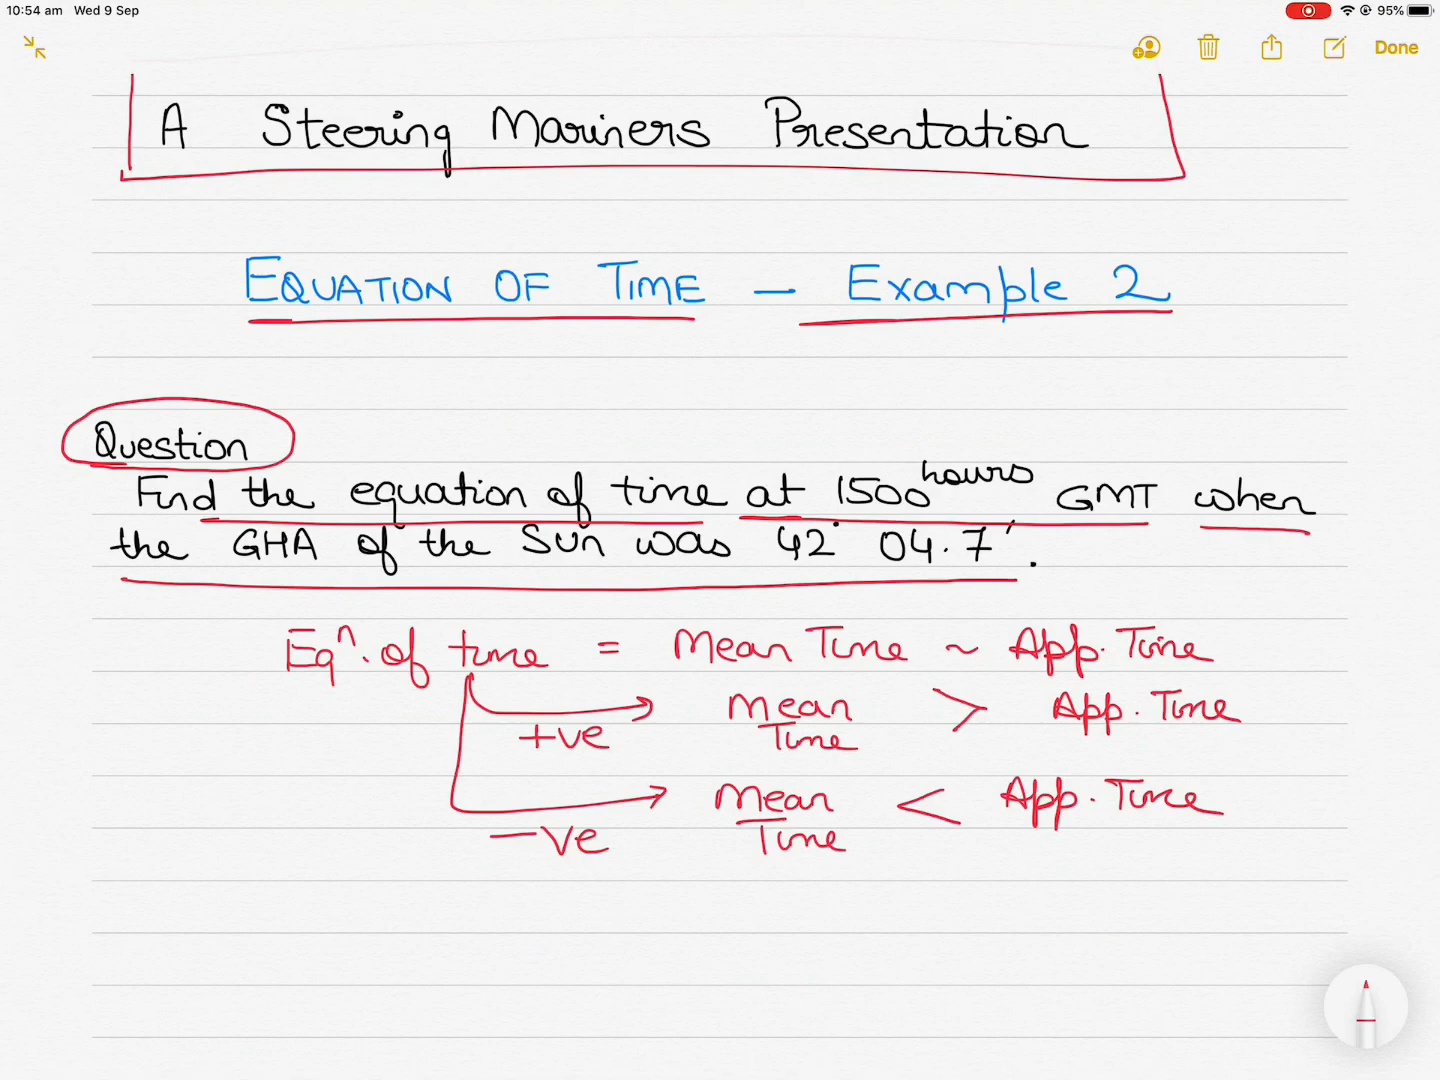 10:54 am Wed 9 Sep 95%
Done
A Steering Mariners Presentation
EQUATION OF TIME - Example 2
Question
Find the equation of time at 1500 hours GMT when
the GHA of the Sun was 42° 04.7'.
Eqⁿ. of time = Mean Time ~ App. Time
+ve Mean Time > App. Time
-ve Mean Time < App. Time